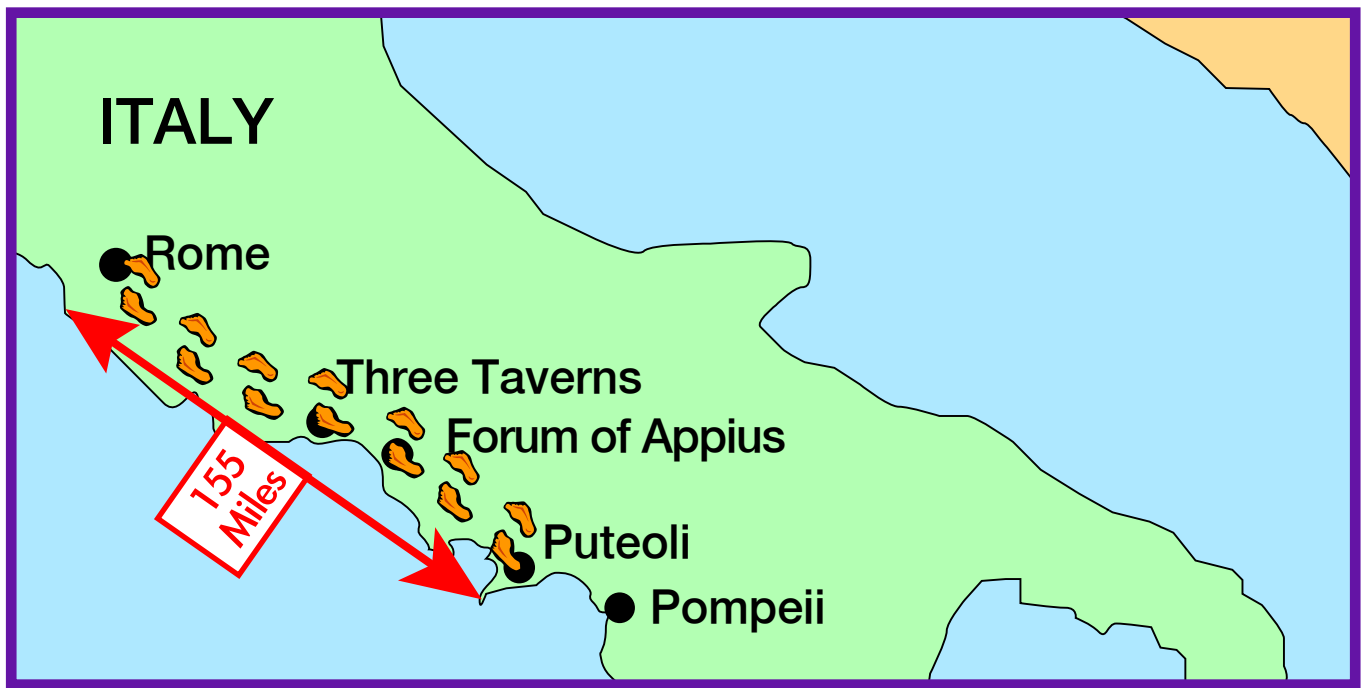 ITALY
Rome
Three Taverns
Forum of Appius
155
Miles
Puteoli
Pompeii